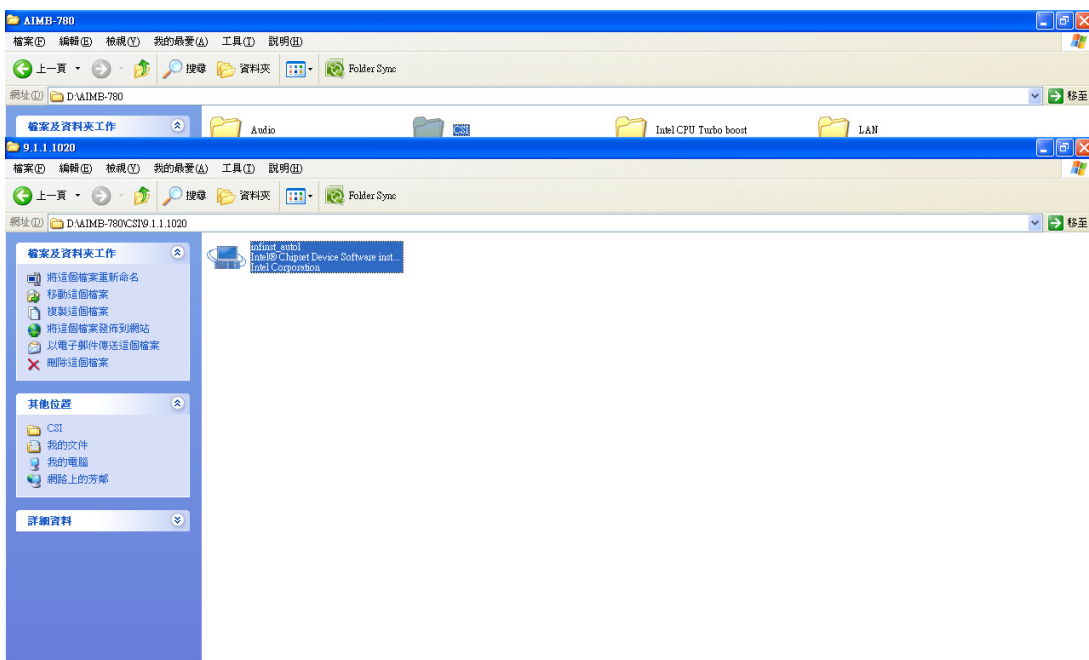 AIMB-780
檔案(F) 編輯(E) 檢視(V) 我的最愛(A) 工具(T) 說明(H)
上一頁 搜尋 資料夾 Folder Sync
網址(D) D:\AIMB-780 移至
檔案及資料夾工作 Audio CSI Intel CPU Turbo boost LAN
9.1.1.1020
檔案(F) 編輯(E) 檢視(V) 我的最愛(A) 工具(T) 說明(H)
上一頁 搜尋 資料夾 Folder Sync
網址(D) D:\AIMB-780\CSI\9.1.1.1020 移至
檔案及資料夾工作
將這個檔案重新命名
移動這個檔案
複製這個檔案
將這個檔案發佈到網站
以電子郵件傳送這個檔案
刪除這個檔案
infinst_autol
Intel® Chipset Device Software inst...
Intel Corporation
其他位置
CSI
我的文件
我的電腦
網路上的芳鄰
詳細資料